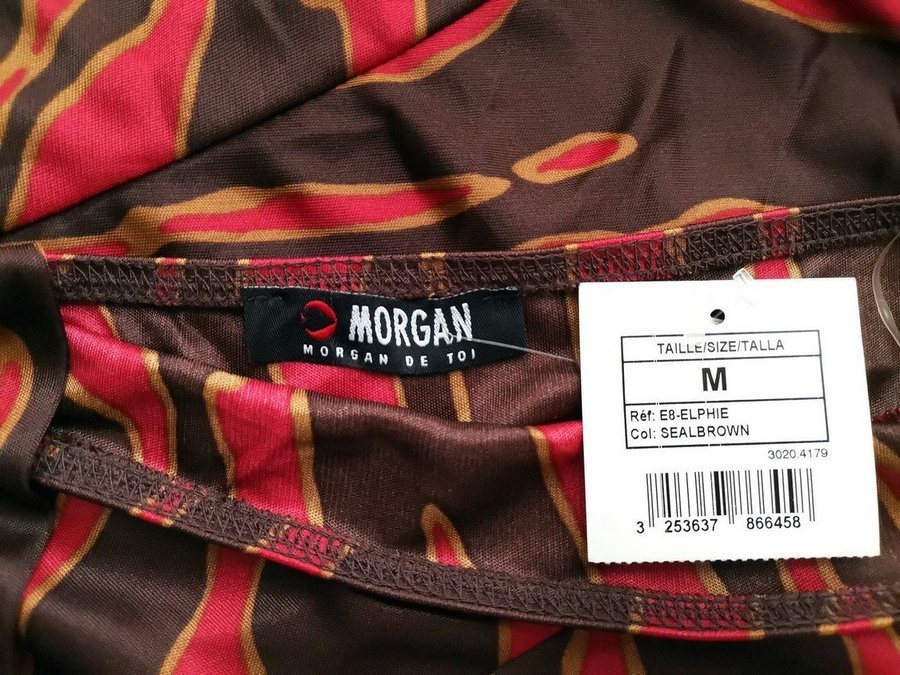 MORGAN
MORGAN DE TOI
TAILLE/SIZE/TALLA
M
Réf: E8-ELPHIE
Col: SEALBROWN
3020.4179
3 253637 866458